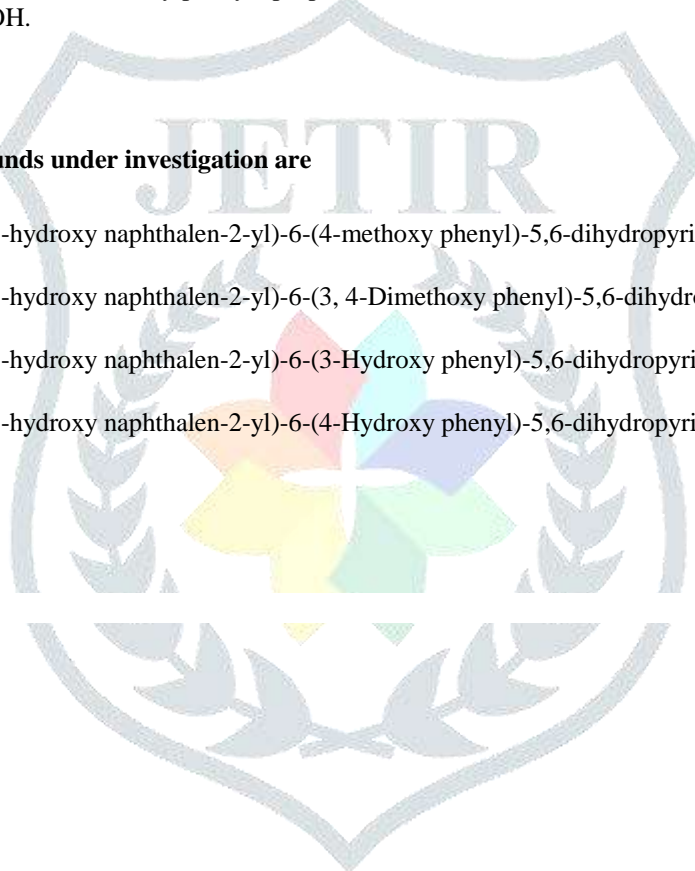 OH.
JETIR
unds under investigation are
-hydroxy naphthalen-2-yl)-6-(4-methoxy phenyl)-5,6-dihydropyri
-hydroxy naphthalen-2-yl)-6-(3, 4-Dimethoxy phenyl)-5,6-dihydro
-hydroxy naphthalen-2-yl)-6-(3-Hydroxy phenyl)-5,6-dihydropyri
-hydroxy naphthalen-2-yl)-6-(4-Hydroxy phenyl)-5,6-dihydropyri